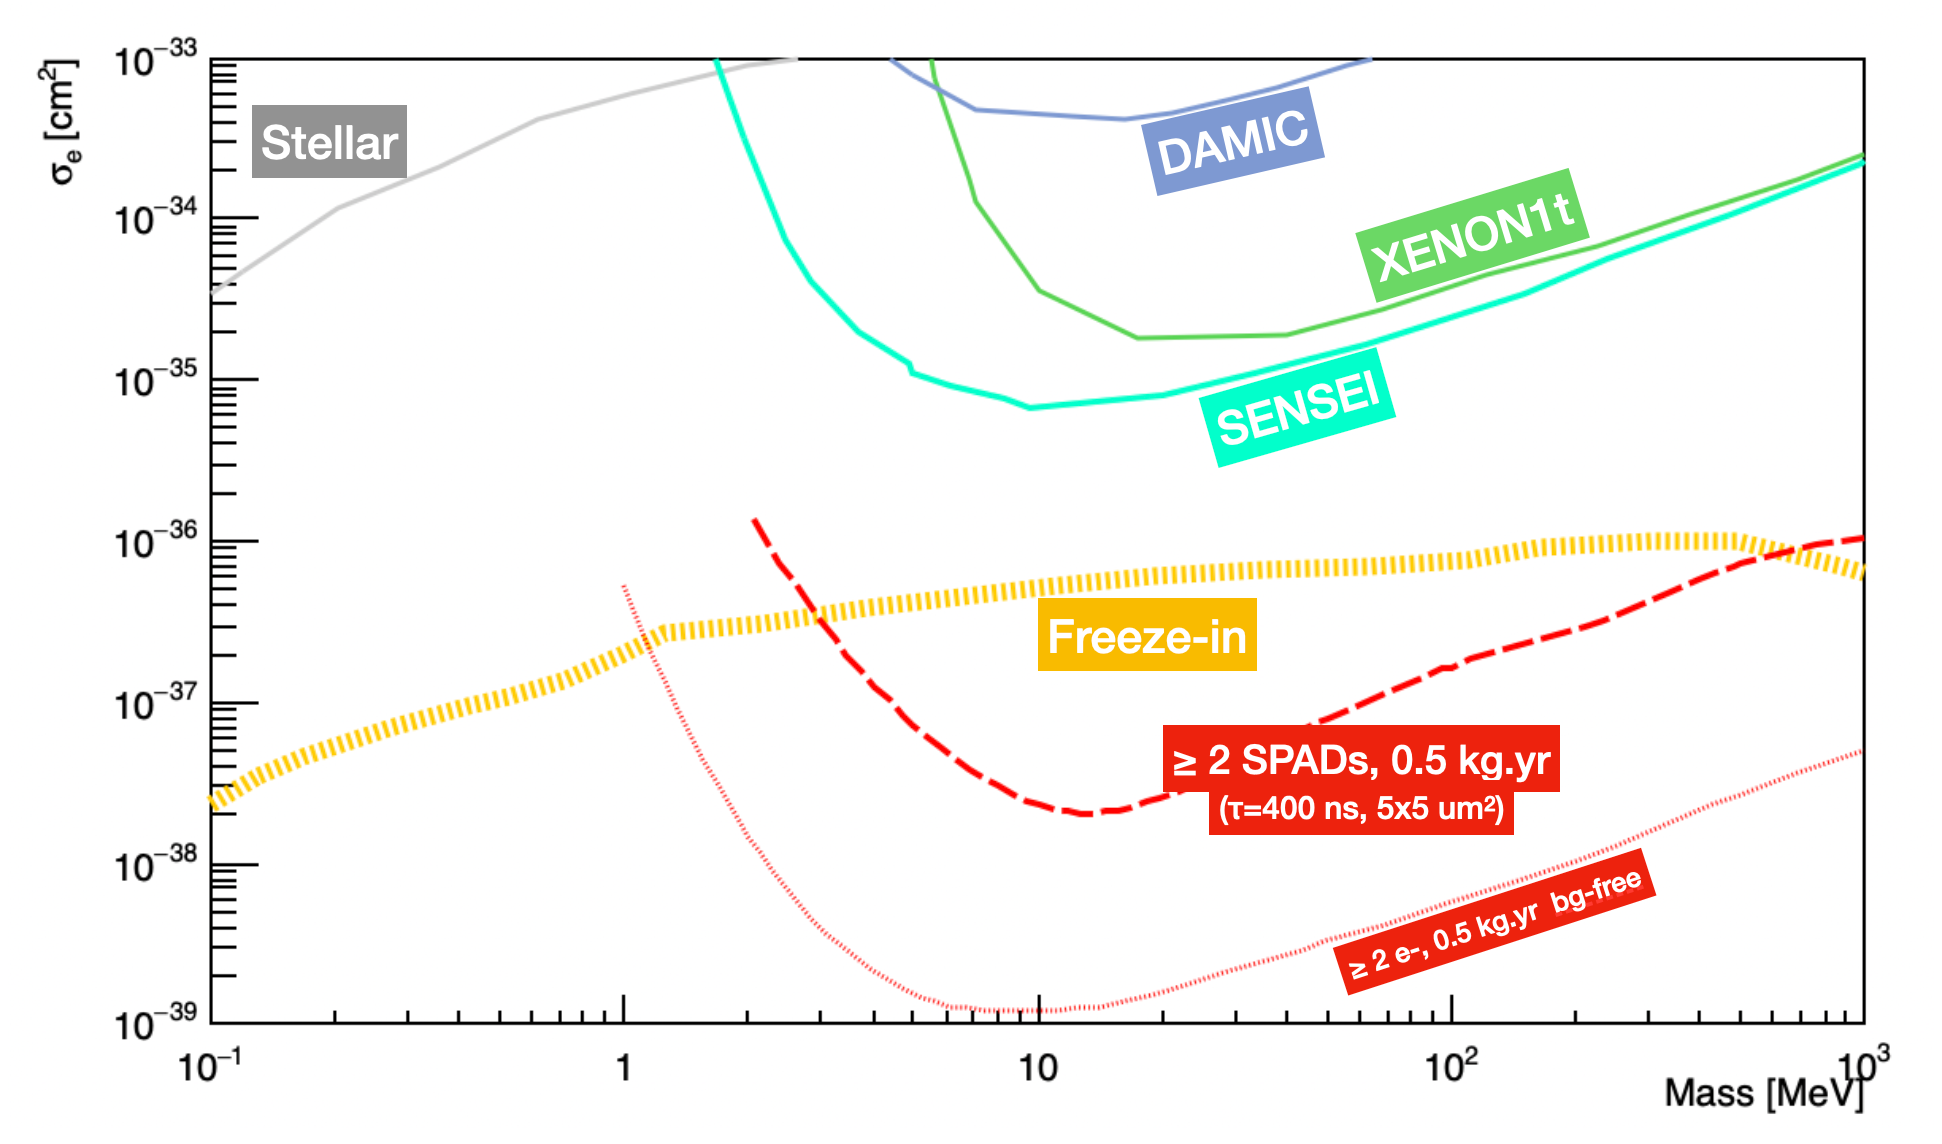 σe [cm²]
10⁻³³
10⁻³⁴
10⁻³⁵
10⁻³⁶
10⁻³⁷
10⁻³⁸
10⁻³⁹
Stellar
DAMIC
XENON1t
SENSEI
Freeze-in
≥ 2 SPADs, 0.5 kg.yr
(τ=400 ns, 5x5 um²)
≥ 2 e-, 0.5 kg.yr bg-free
10⁻¹
1
10
10²
10³
Mass [MeV]